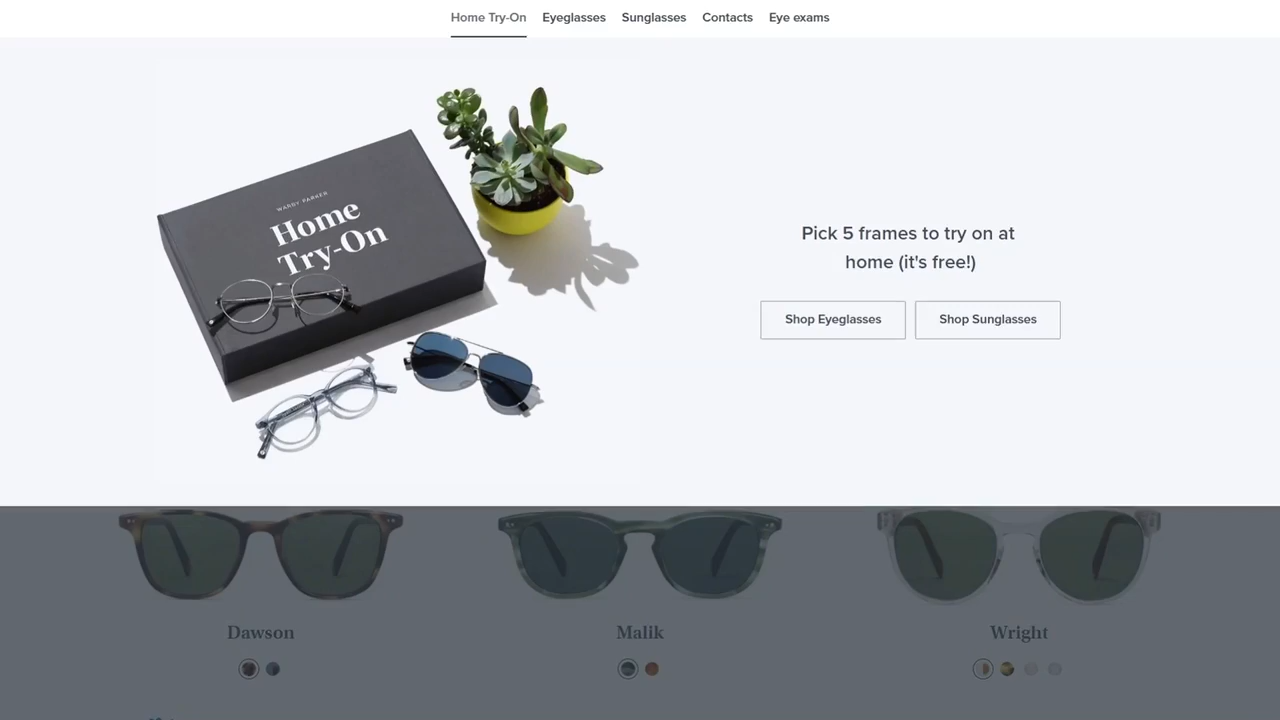 Home Try-On Eyeglasses Sunglasses Contacts Eye exams
WARBY PARKER
Home
Try-On
Pick 5 frames to try on at
home (it's free!)
Shop Eyeglasses Shop Sunglasses
Dawson Malik Wright